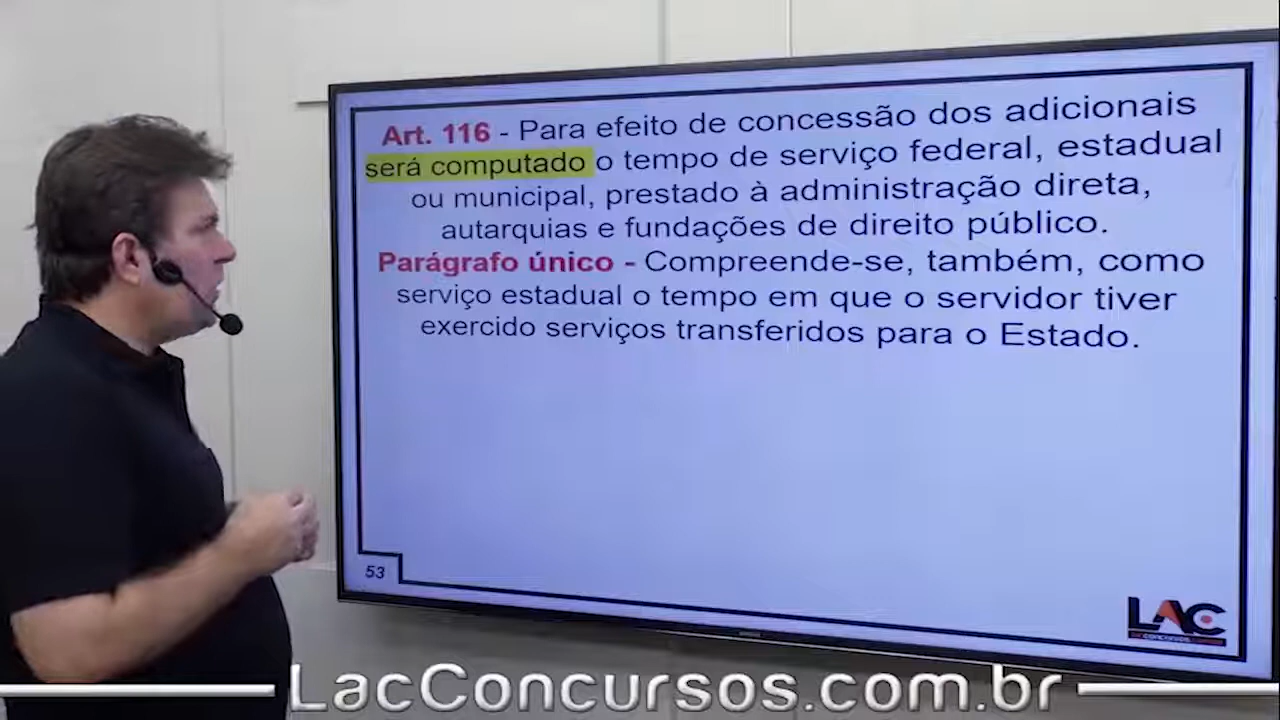 Art. 116 - Para efeito de concessão dos adicionais
será computado o tempo de serviço federal, estadual
ou municipal, prestado à administração direta,
autarquias e fundações de direito público.
Parágrafo único - Compreende-se, também, como
serviço estadual o tempo em que o servidor tiver
exercido serviços transferidos para o Estado.
53
LAC
LacConcursos.com.br